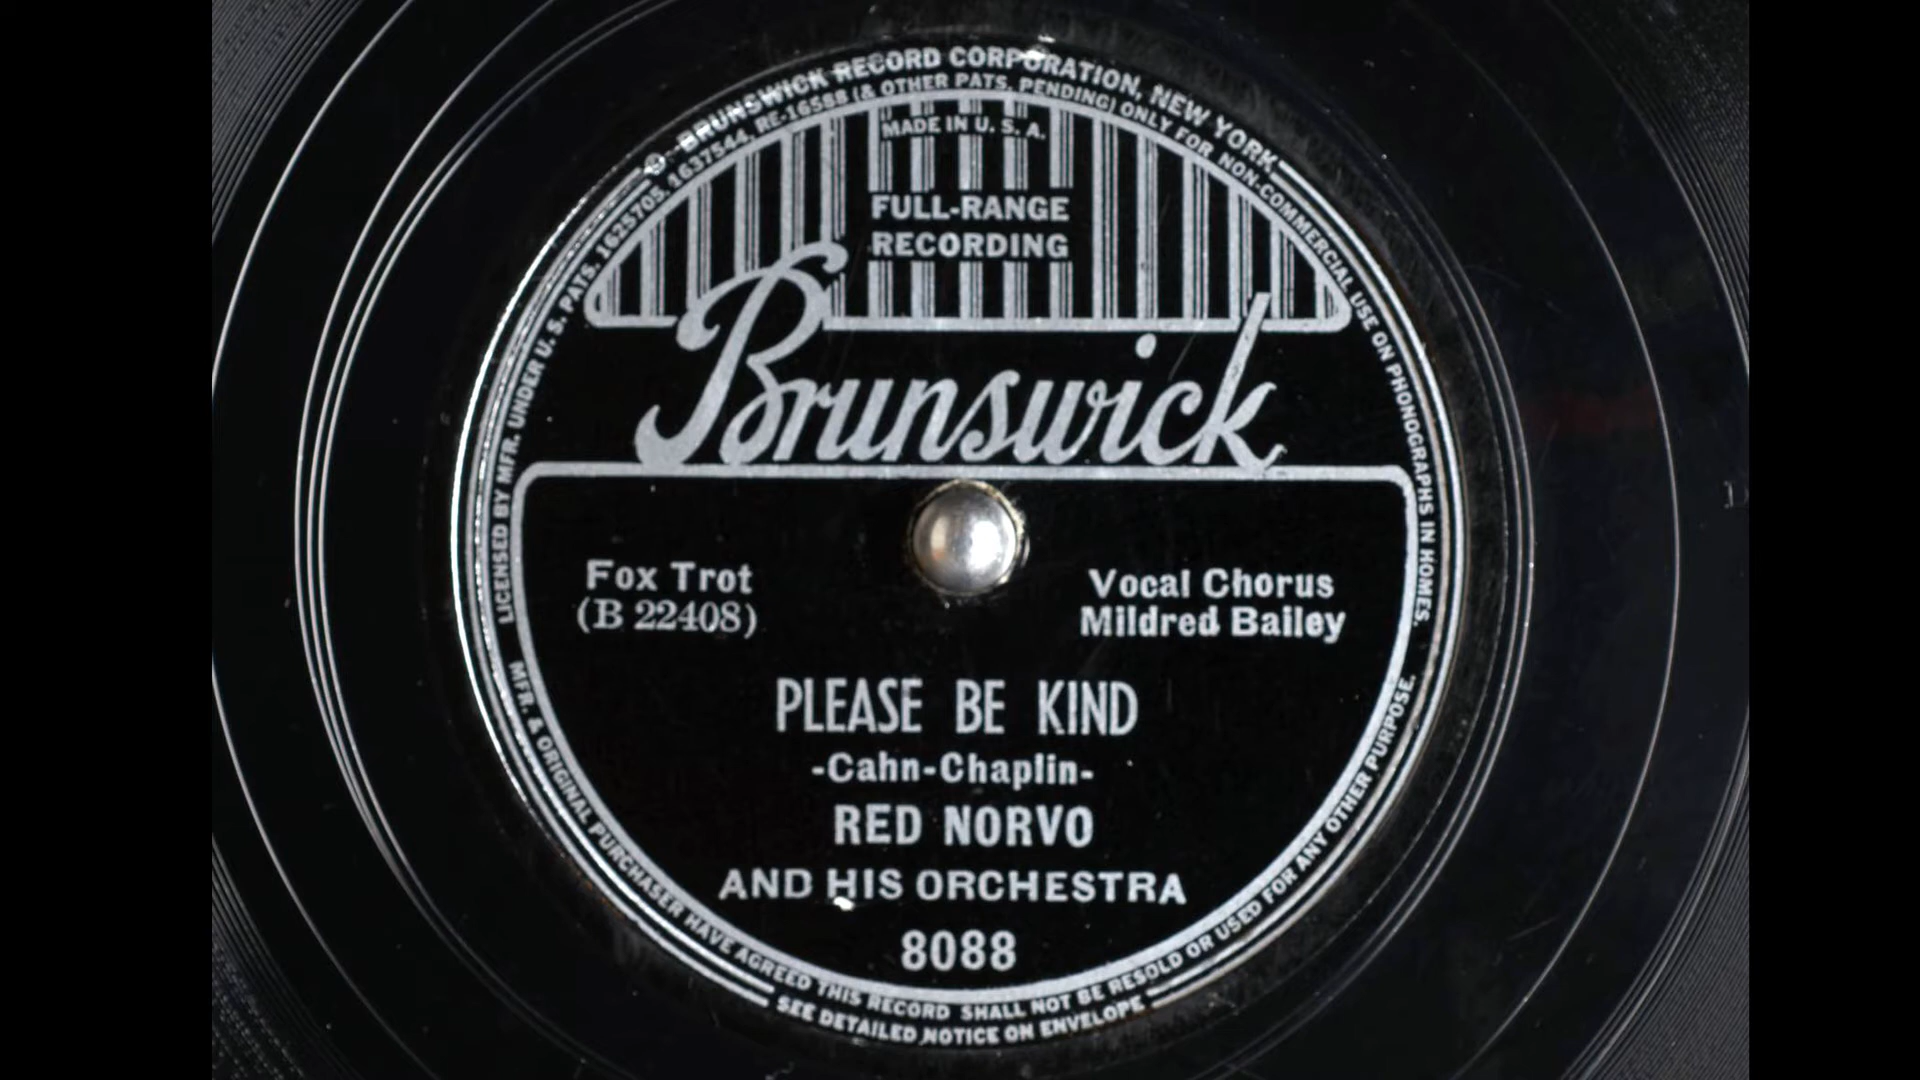 ℗ BRUNSWICK RECORD CORPORATION, NEW YORK
LICENSED BY MFR. UNDER U. S. PATS. 1625705, 1637544, RE-16588 (& OTHER PATS. PENDING) ONLY FOR NON-COMMERCIAL USE ON PHONOGRAPHS IN HOMES.
MADE IN U. S. A.
FULL-RANGE
RECORDING
Brunswick
Fox Trot
(B 22408)
Vocal Chorus
Mildred Bailey
PLEASE BE KIND
-Cahn-Chaplin-
RED NORVO
AND HIS ORCHESTRA
8088
MFR. & ORIGINAL PURCHASER HAVE AGREED THIS RECORD SHALL NOT BE RESOLD OR USED FOR ANY OTHER PURPOSE.
SEE DETAILED NOTICE ON ENVELOPE